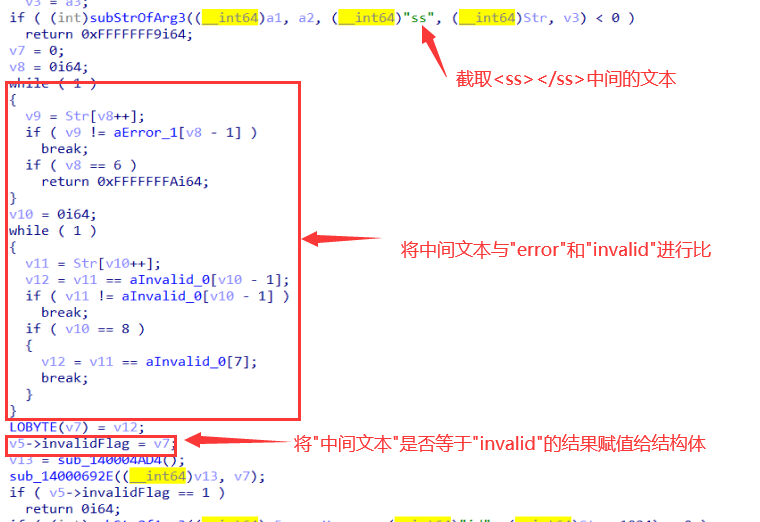 v3 = a3;
if ( (int)subStrOfArg3((__int64)a1, a2, (__int64)"ss", (__int64)Str, v3) < 0 )
return 0xFFFFFFF9i64;
v7 = 0;
v8 = 0i64;
while ( 1 )
{
v9 = Str[v8++];
if ( v9 != aError_1[v8 - 1] )
break;
if ( v8 == 6 )
return 0xFFFFFFFAi64;
}
v10 = 0i64;
while ( 1 )
{
v11 = Str[v10++];
v12 = v11 == aInvalid_0[v10 - 1];
if ( v11 != aInvalid_0[v10 - 1] )
break;
if ( v10 == 8 )
{
v12 = v11 == aInvalid_0[7];
break;
}
}
LOBYTE(v7) = v12;
v5->invalidFlag = v7;
v13 = sub_140004AD4();
sub_14000692E((__int64)v13, v7);
if ( v5->invalidFlag == 1 )
return 0i64;
截取<ss></ss>中间的文本
将中间文本与"error"和"invalid"进行比
将"中间文本"是否等于"invalid"的结果赋值给结构体